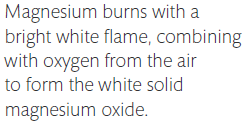 Magnesium burns with a
bright white flame, combining
with oxygen from the air
to form the white solid
magnesium oxide.